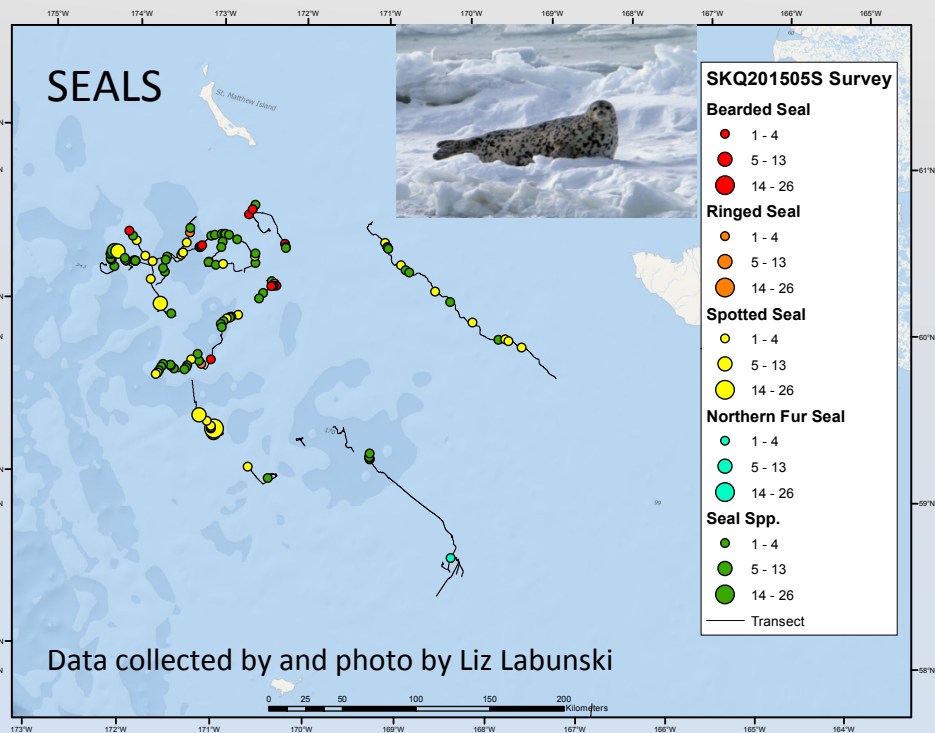 175°W 174°W 173°W 172°W 171°W 170°W 169°W 168°W 167°W 166°W 165°W
SEALS
St. Matthew Island
60
SKQ201505S Survey
Bearded Seal
1 - 4
5 - 13
14 - 26
Ringed Seal
1 - 4
5 - 13
14 - 26
Spotted Seal
1 - 4
5 - 13
14 - 26
Northern Fur Seal
1 - 4
5 - 13
14 - 26
Seal Spp.
1 - 4
5 - 13
14 - 26
Transect
61°N
60°N
59°N
58°N
99
Data collected by and photo by Liz Labunski
0 25 50 100 150 200
Kilometers
173°W 172°W 171°W 170°W 169°W 168°W 167°W 166°W 165°W 164°W